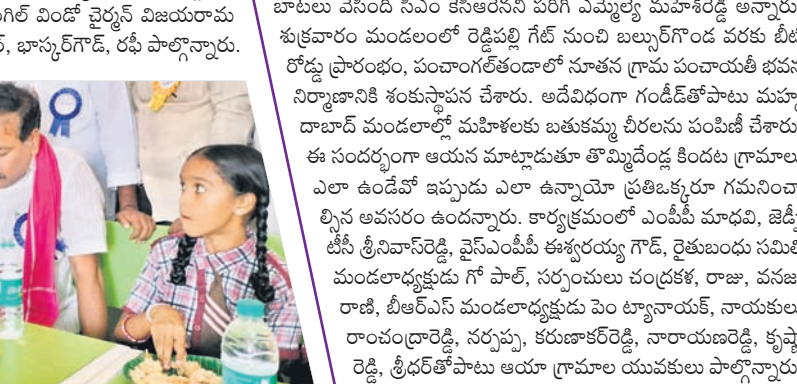 సింగిల్ విండో చైర్మన్ విజయరామ
భాస్కర్‌గౌడ్, రఫీ పాల్గొన్నారు.
బాటలు వేసింది సీఎం కేసీఆరేనని పరిగి ఎమ్మెల్యే మహేశ్‌రెడ్డి అన్నారు
శుక్రవారం మండలంలో రెడ్డిపల్లి గేట్ నుంచి బల్సుర్‌గొండ వరకు బీటీ
రోడ్డు ప్రారంభం, పంచాంగల్‌తండాలో నూతన గ్రామ పంచాయతీ భవన
నిర్మాణానికి శంకుస్థాపన చేశారు. అదేవిధంగా గండీడ్‌తోపాటు మహ్మ
దాబాద్ మండలాల్లో మహిళలకు బతుకమ్మ చీరలను పంపిణీ చేశారు
ఈ సందర్భంగా ఆయన మాట్లాడుతూ తొమ్మిదేండ్ల కిందట గ్రామాలు
ఎలా ఉండేవో ఇప్పుడు ఎలా ఉన్నాయో ప్రతిఒక్కరూ గమనించా
ల్సిన అవసరం ఉందన్నారు. కార్యక్రమంలో ఎంపీపీ మాధవి, జెడ్పీ
టీసీ శ్రీనివాస్‌రెడ్డి, వైస్ఎంపీపీ ఈశ్వరయ్య గౌడ్, రైతుబంధు సమితి
మండలాధ్యక్షుడు గో పాల్, సర్పంచులు చంద్రకళ, రాజు, వనజ
రాణి, బీఆర్ఎస్ మండలాధ్యక్షుడు పెం ట్యానాయక్, నాయకులు
రాంచంద్రారెడ్డి, నర్సప్ప, కరుణాకర్‌రెడ్డి, నారాయణరెడ్డి, కృష్ణా
రెడ్డి, శ్రీధర్‌తోపాటు ఆయా గ్రామాల యువకులు పాల్గొన్నారు